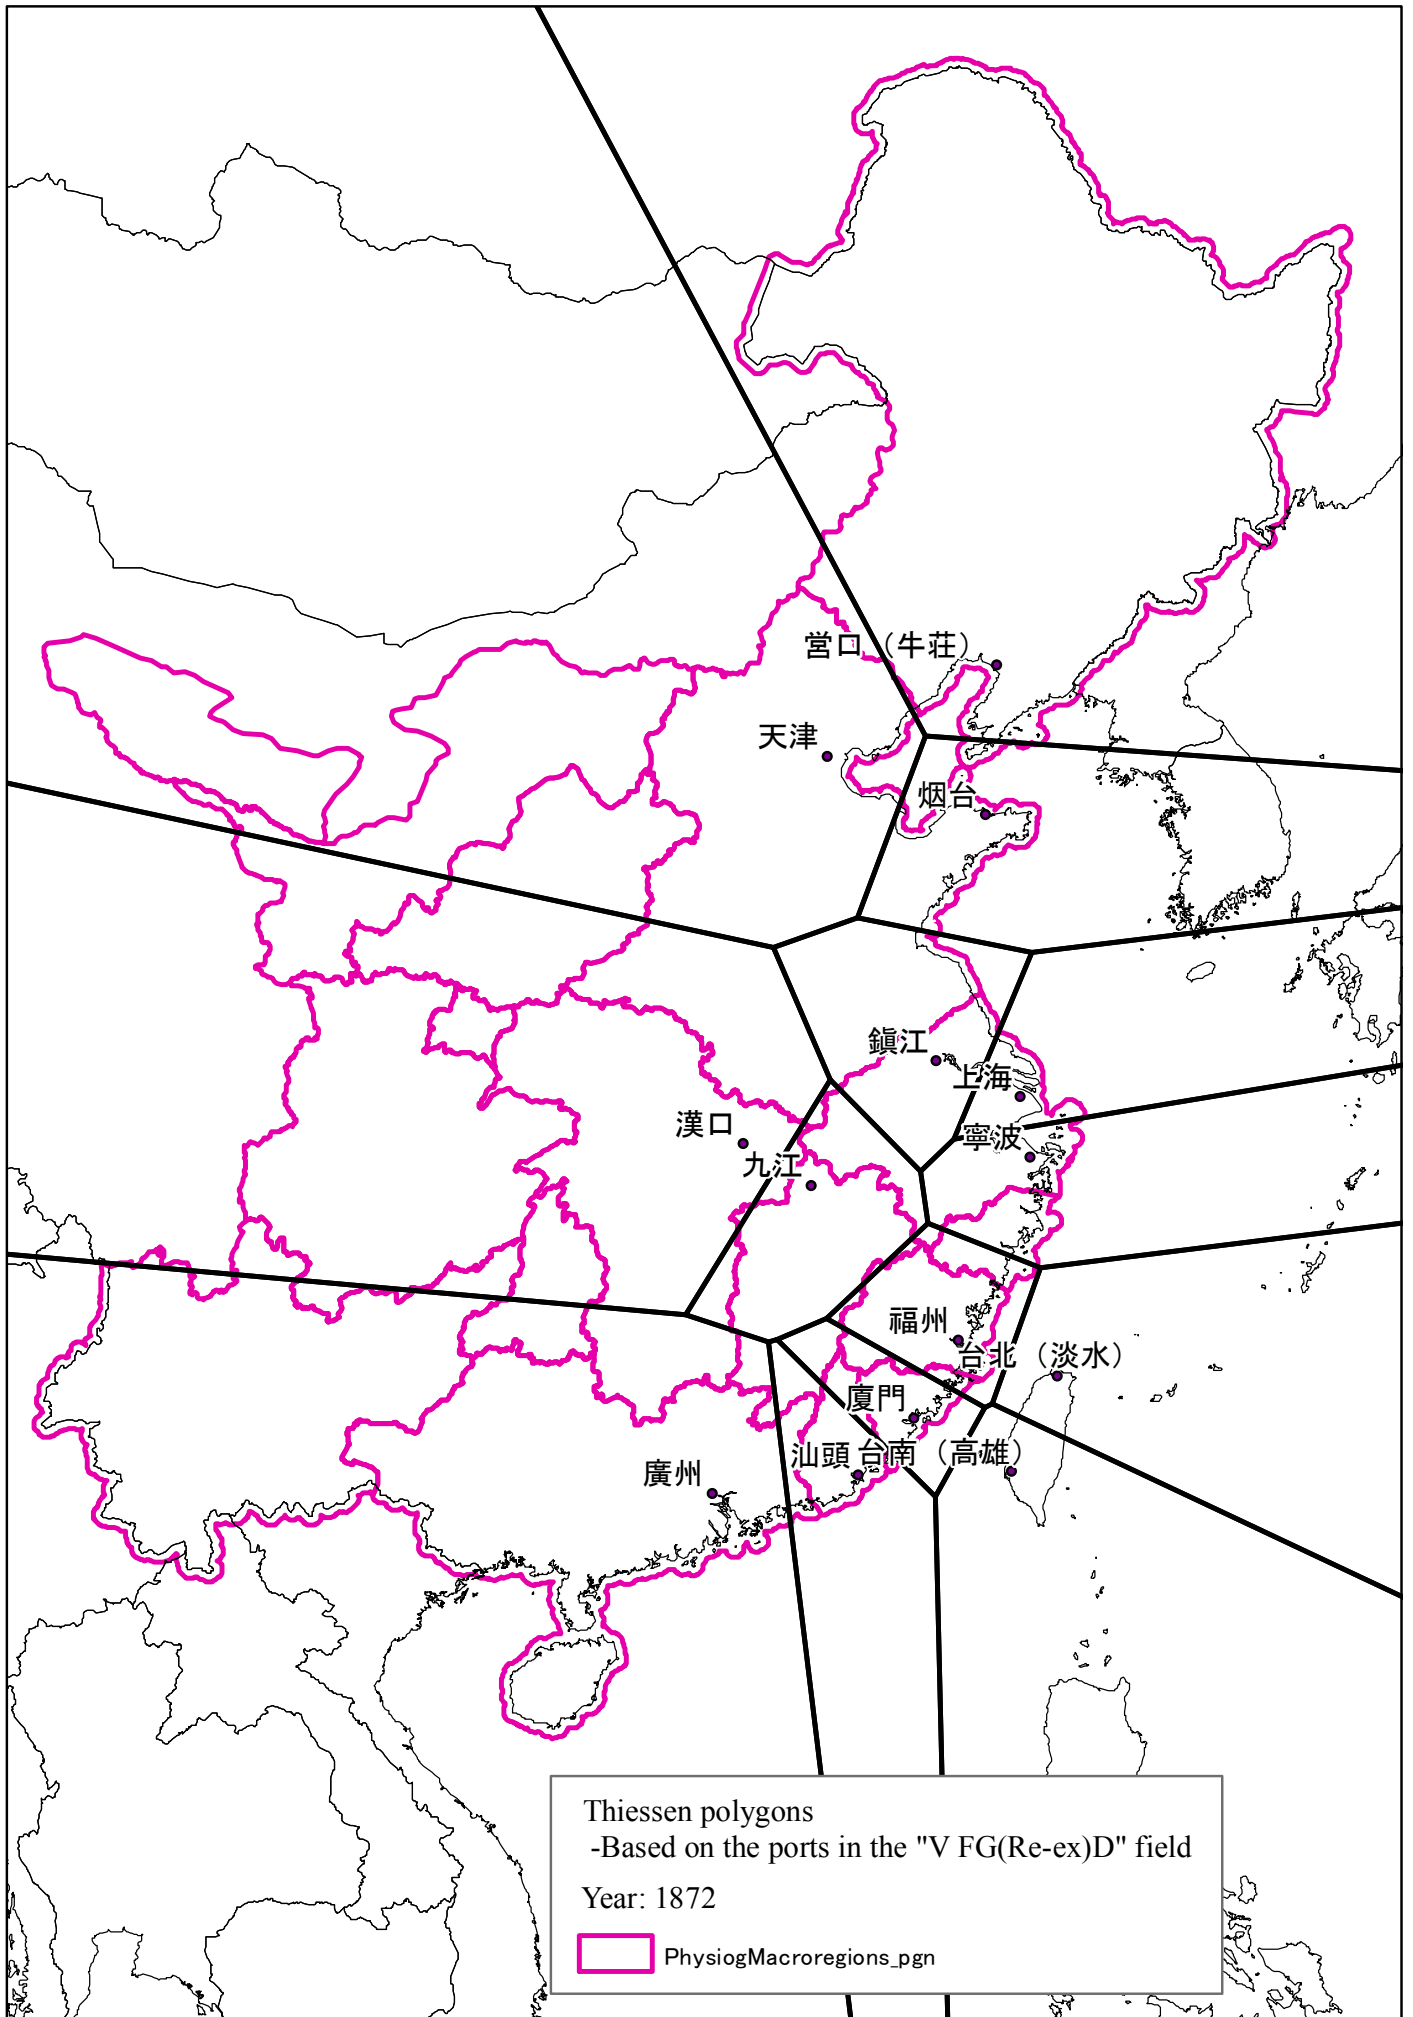 営口（牛荘）
天津
烟台
鎮江
上海
漢口
寧波
九江
福州
台北（淡水）
廈門
汕頭
台南（高雄）
廣州
Thiessen polygons
-Based on the ports in the "V FG(Re-ex)D" field
Year: 1872
PhysiogMacroregions_pgn